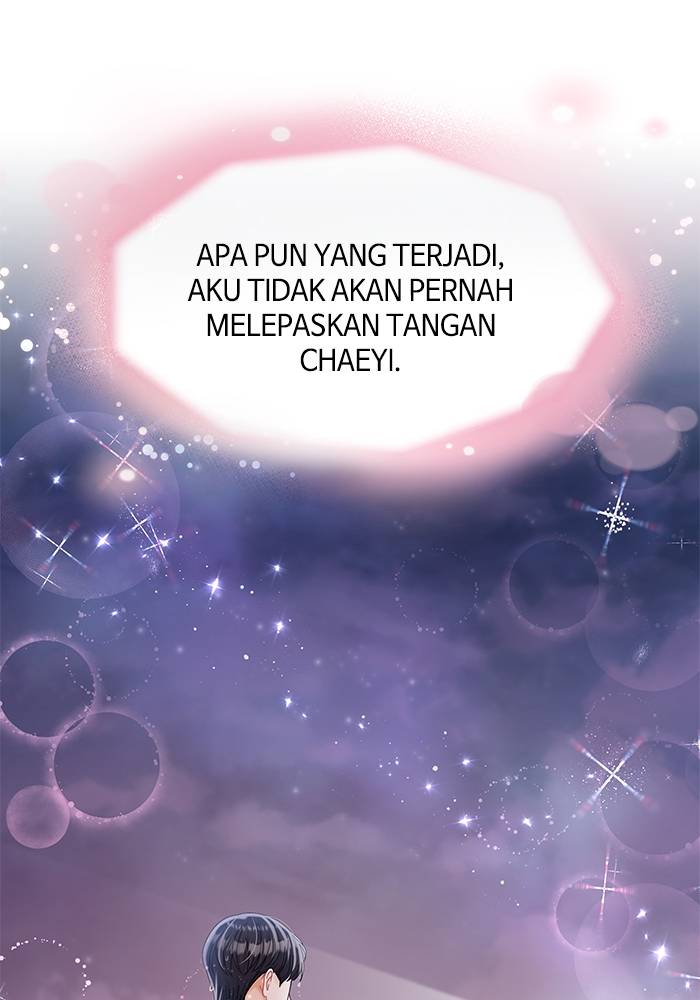 APA PUN YANG TERJADI,
AKU TIDAK AKAN PERNAH
MELEPASKAN TANGAN
CHAEYI.